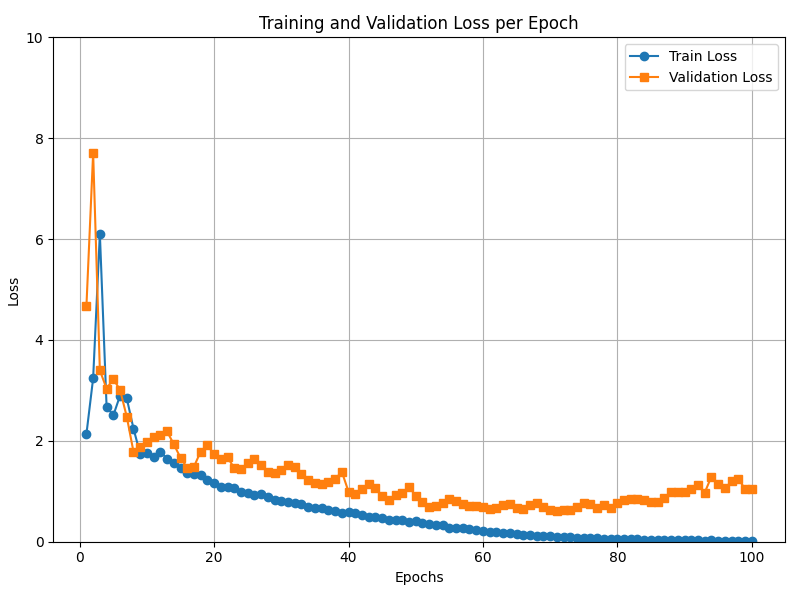 Training and Validation Loss per Epoch
10
8
6
4
2
0
Loss
Train Loss
Validation Loss
0 20 40 60 80 100
Epochs